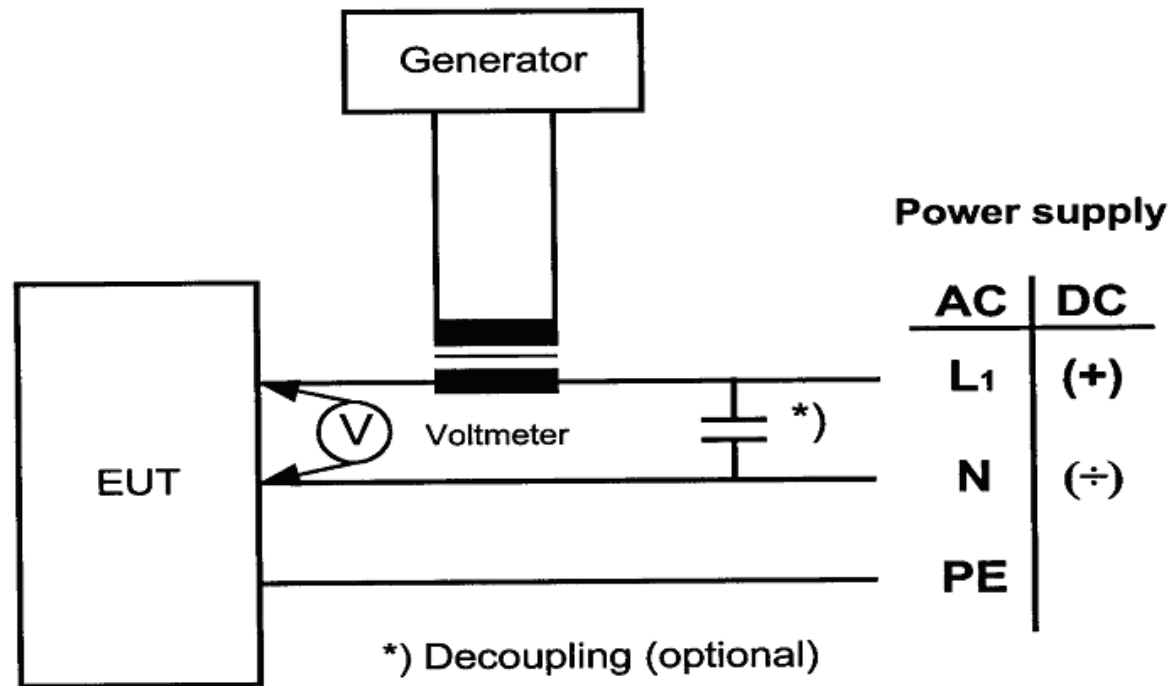 Generator
Power supply
AC DC
L1 (+)
*)
V Voltmeter
EUT
N (÷)
PE
*) Decoupling (optional)